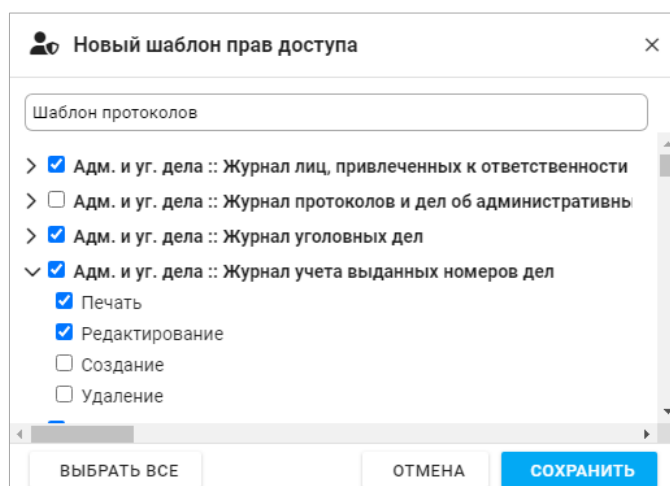 Новый шаблон прав доступа
Шаблон протоколов
Адм. и уг. дела :: Журнал лиц, привлеченных к ответственности
Адм. и уг. дела :: Журнал протоколов и дел об административны
Адм. и уг. дела :: Журнал уголовных дел
Адм. и уг. дела :: Журнал учета выданных номеров дел
Печать
Редактирование
Создание
Удаление
ВЫБРАТЬ ВСЕ
ОТМЕНА
СОХРАНИТЬ